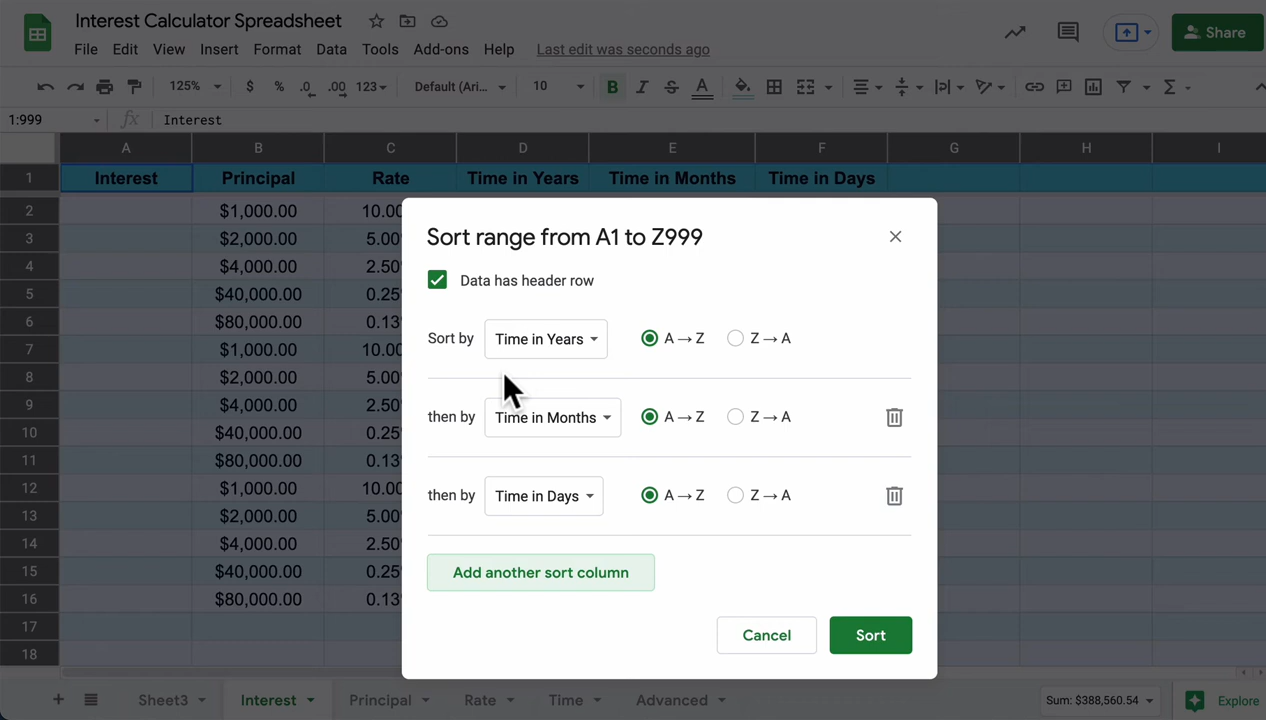 Interest Calculator Spreadsheet
File Edit View Insert Format Data Tools Add-ons Help Last edit was seconds ago
Share
125% $ % .0 .00 123 Default (Ari... 10 B I S A Σ
1:999 fx Interest
A B C D E F G H I
1 Interest Principal Rate Time in Years Time in Months Time in Days
2 $1,000.00 10.00
3 $2,000.00 5.00
4 $4,000.00 2.50
5 $40,000.00 0.25
6 $80,000.00 0.13
7 $1,000.00 10.00
8 $2,000.00 5.00
9 $4,000.00 2.50
10 $40,000.00 0.25
11 $80,000.00 0.13
12 $1,000.00 10.00
13 $2,000.00 5.00
14 $4,000.00 2.50
15 $40,000.00 0.25
16 $80,000.00 0.13
17
18
Sort range from A1 to Z999
Data has header row
Sort by Time in Years A → Z Z → A
then by Time in Months A → Z Z → A
then by Time in Days A → Z Z → A
Add another sort column
Cancel Sort
Sheet3 Interest Principal Rate Time Advanced Sum: $388,560.54 Explore